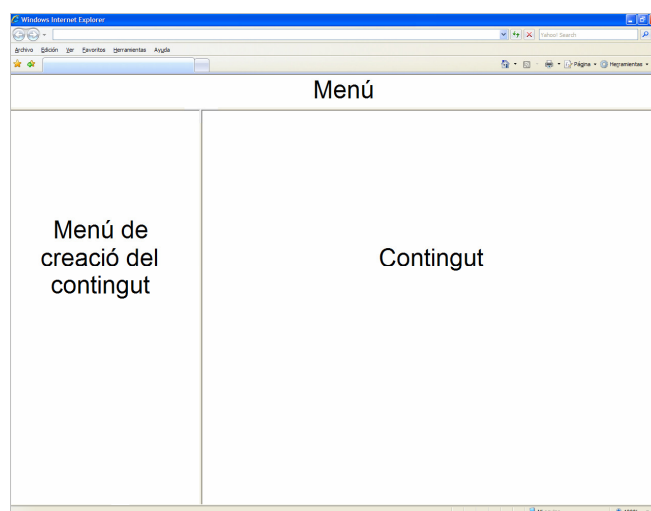 Windows Internet Explorer
Yahoo! Search
Archivo Edición Ver Favoritos Herramientas Ayuda
Página Herramientas
Menú
Menú de
creació del
contingut
Contingut